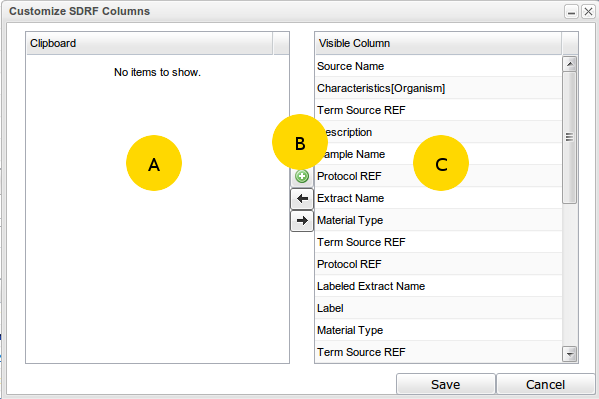 Customize SDRF Columns
Clipboard
No items to show.
A
B
Visible Column
Source Name
Characteristics[Organism]
Term Source REF
escription
ample Name
C
Protocol REF
Extract Name
Material Type
Term Source REF
Protocol REF
Labeled Extract Name
Label
Material Type
Term Source REF
Save
Cancel